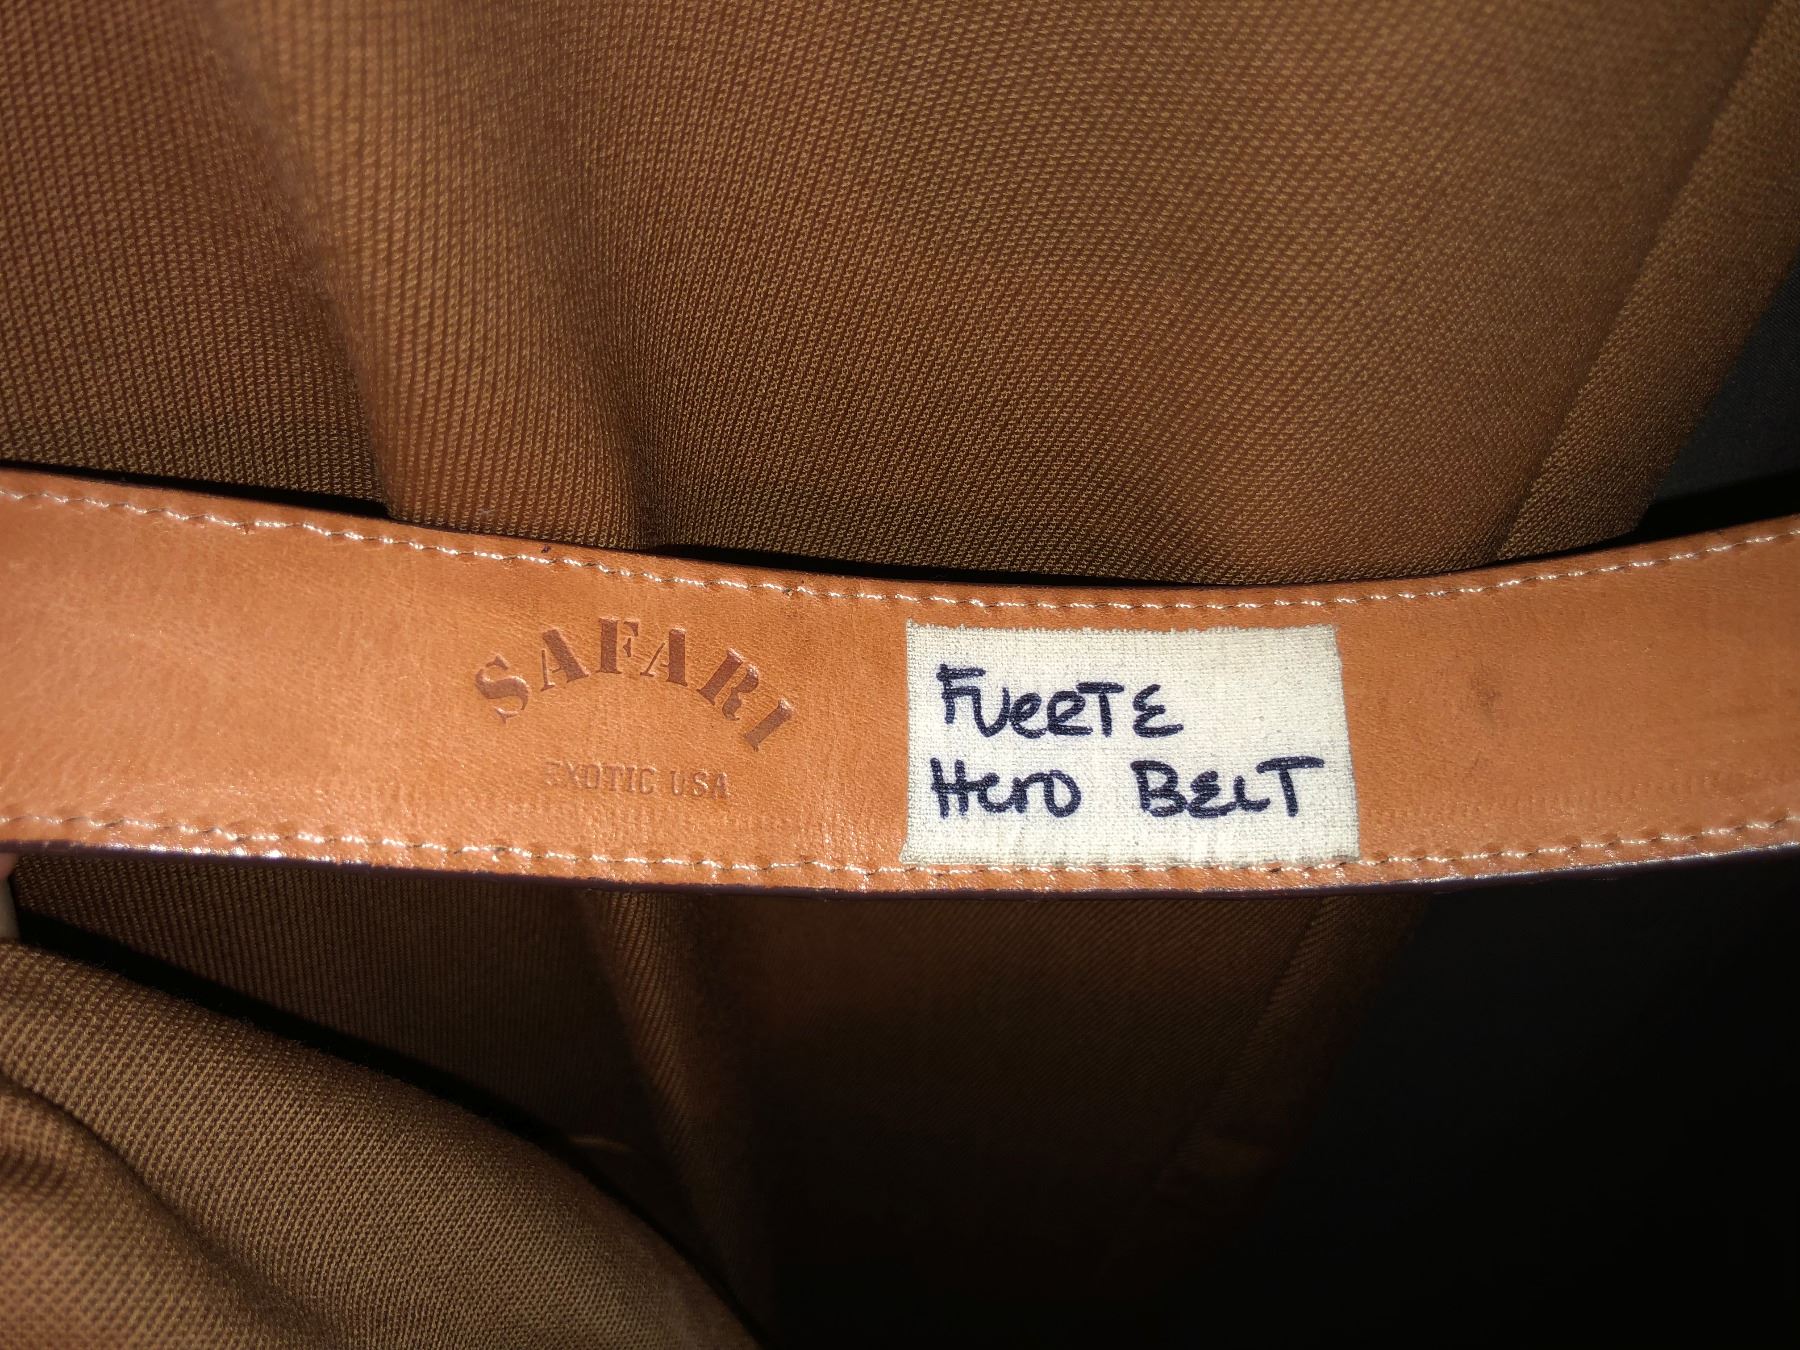 SAFARI
EXOTIC USA
FUERTE
HERO BELT